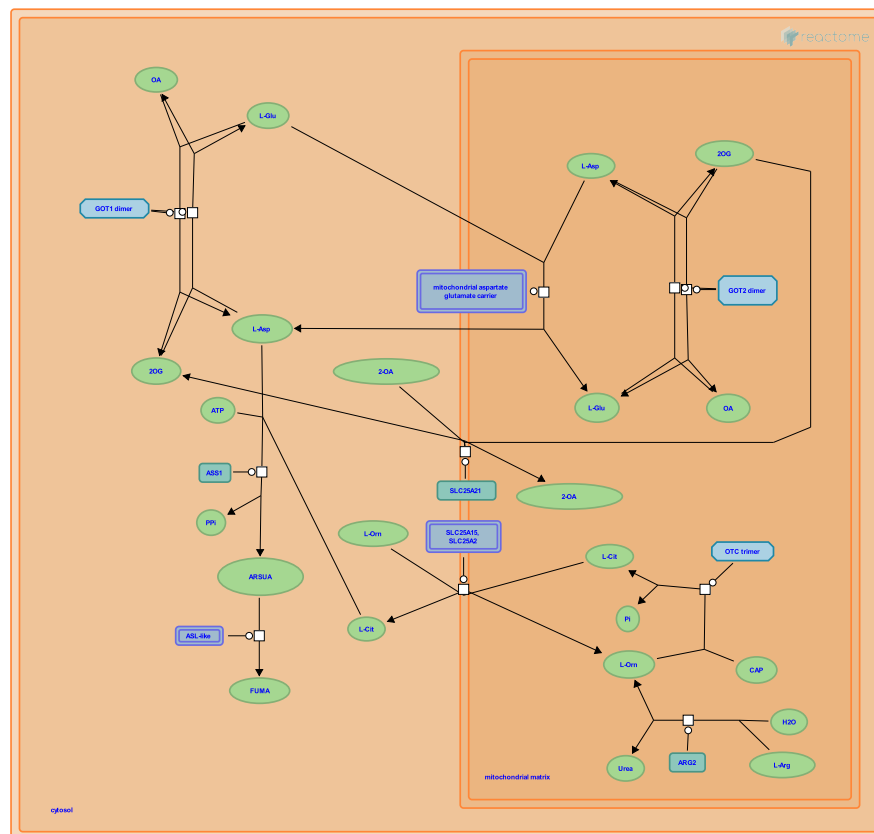 reactome
OA
L-Glu
2OG
L-Asp
GOT1 dimer
mitochondrial aspartate
glutamate carrier
GOT2 dimer
L-Asp
2OG
2-OA
ATP
L-Glu
OA
ASS1
SLC25A21
2-OA
PPi
L-Orn
SLC25A15,
SLC25A2
L-Cit
OTC trimer
ARSUA
Pi
L-Cit
ASL-like
L-Orn
CAP
FUMA
H2O
Urea
ARG2
L-Arg
mitochondrial matrix
cytosol